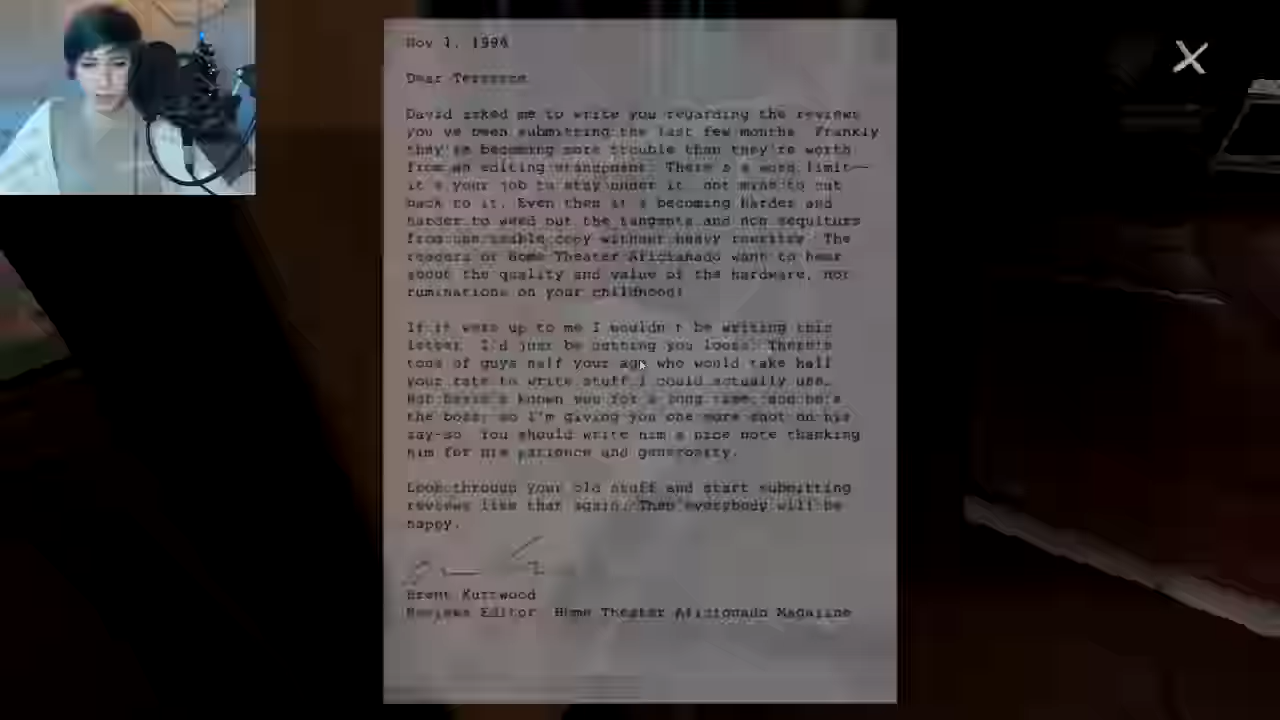 Nov 1, 1994
Dear Terrence
David asked me to write you regarding the reviews
you've been submitting the last few months. Frankly
they're becoming more trouble than they're worth
from an editing standpoint. There's a word limit—
it's your job to stay under it, not mine to cut
back to it. Even then it's becoming harder and
harder to weed out the tangents and non sequiturs
from the usable copy without heavy rewrites. The
readers of Home Theater Aficianado want to hear
about the quality and value of the hardware, not
ruminations on your childhood!
If it were up to me I wouldn't be writing this
letter. I'd just be cutting you loose. There's
tons of guys half your age who would take half
your rate to write stuff I could actually use.
But David's known you for a long time, and he's
the boss, so I'm giving you one more shot on his
say-so. You should write him a nice note thanking
him for his patience and generosity.
Look through your old stuff and start submitting
reviews like that again. Then everybody will be
happy.
Brent Kurtwood
Reviews Editor, Home Theater Aficionado Magazine